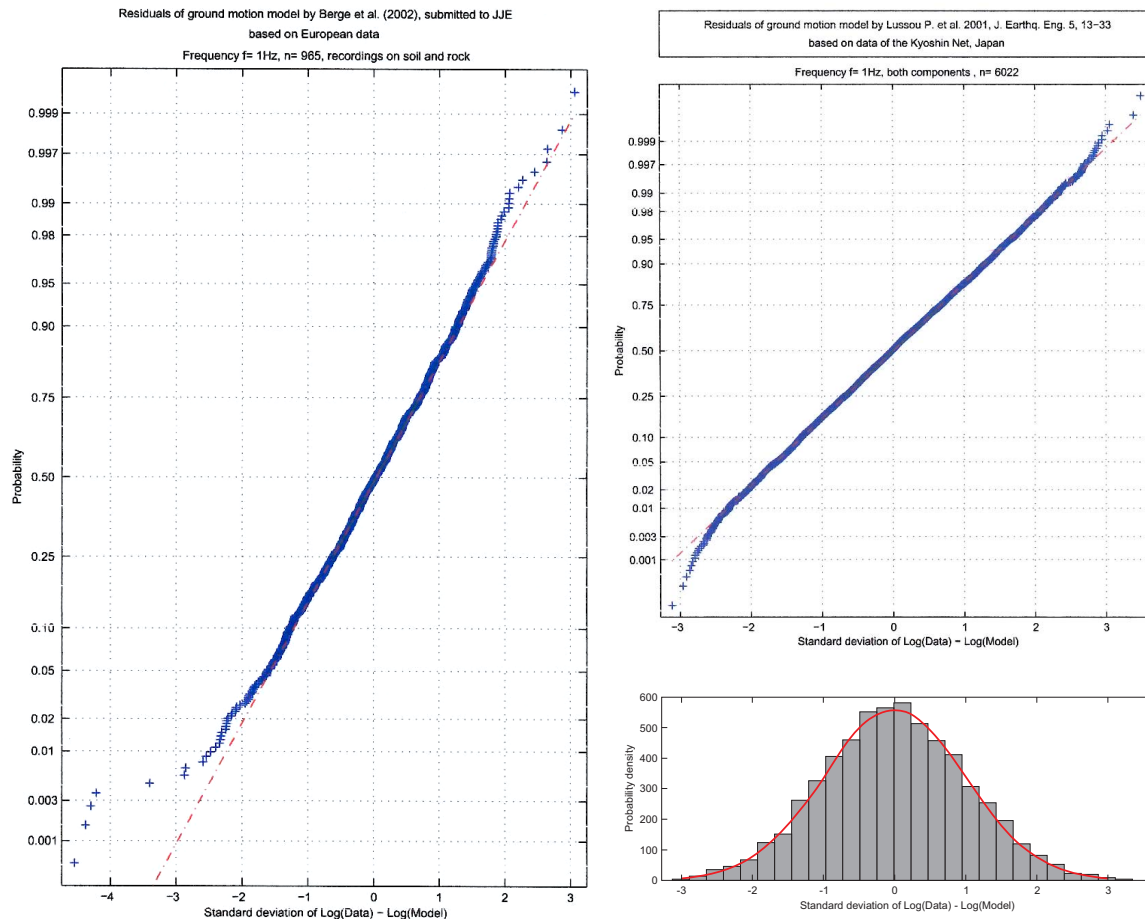 Residuals of ground motion model by Berge et al. (2002), submitted to JJE
based on European data
Frequency f= 1Hz, n= 965, recordings on soil and rock
0.999
0.997
0.99
0.98
0.95
0.90
0.75
0.50
0.25
0.10
0.05
0.02
0.01
0.003
0.001
Probability
−4 −3 −2 −1 0 1 2 3
Standard deviation of Log(Data) − Log(Model)
Residuals of ground motion model by Lussou P. et al. 2001, J. Earthq. Eng. 5, 13−33
based on data of the Kyoshin Net, Japan
Frequency f= 1Hz, both components , n= 6022
−3 −2 −1 0 1 2 3
0.999
0.997
0.99
0.98
0.95
0.90
0.75
0.50
0.25
0.10
0.05
0.02
0.01
0.003
0.001
Probability
−3 −2 −1 0 1 2 3
Standard deviation of Log(Data) − Log(Model)
600
500
400
300
200
100
0
Probability density
-3 -2 -1 0 1 2 3
Standard deviation of Log(Data) - Log(Model)